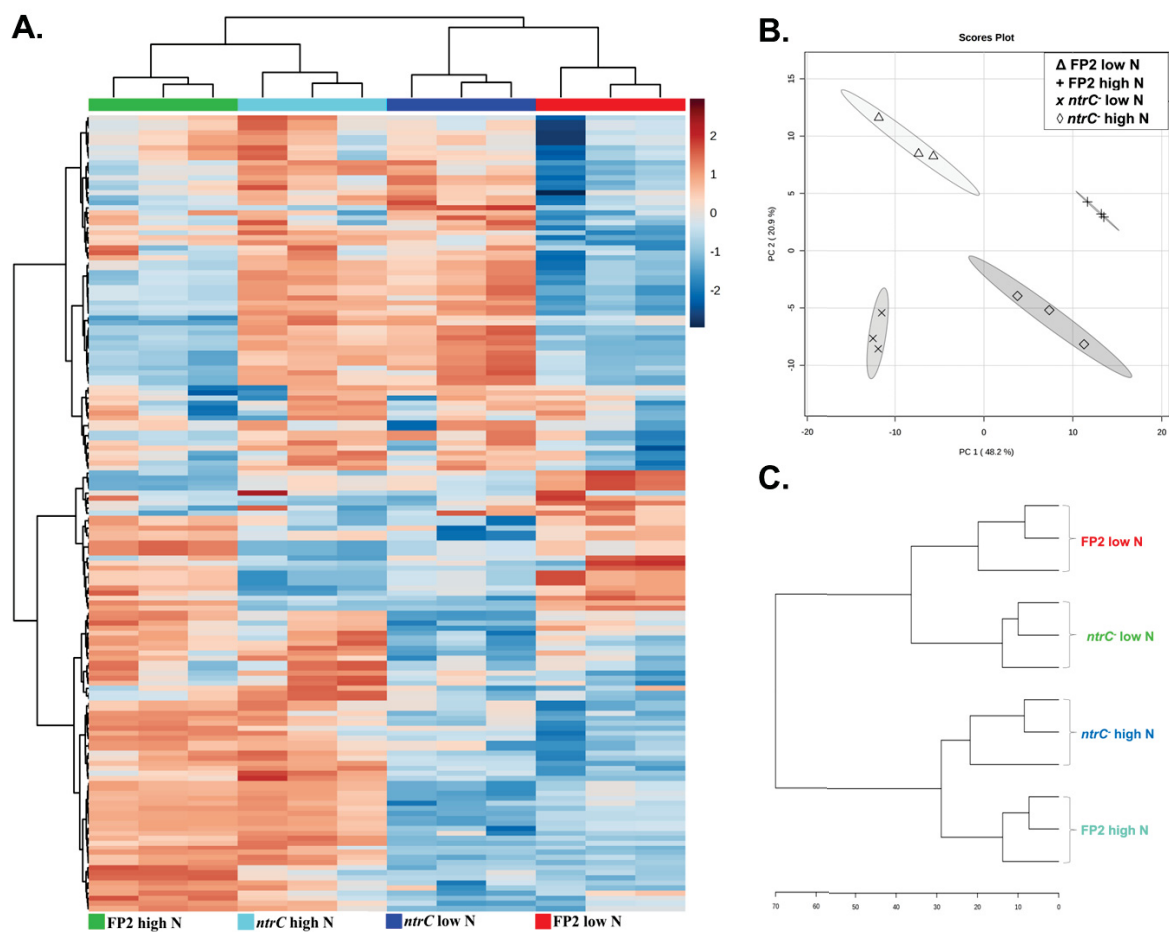 A.
2
1
0
-1
-2
FP2 high N
ntrC high N
ntrC low N
FP2 low N
B.
Scores Plot
Δ FP2 low N
+ FP2 high N
x ntrC- low N
◊ ntrC- high N
PC 2 ( 20.9 %)
15
10
5
0
-5
-10
-20
-10
0
10
20
PC 1 ( 48.2 %)
C.
FP2 low N
ntrC- low N
ntrC- high N
FP2 high N
70 60 50 40 30 20 10 0